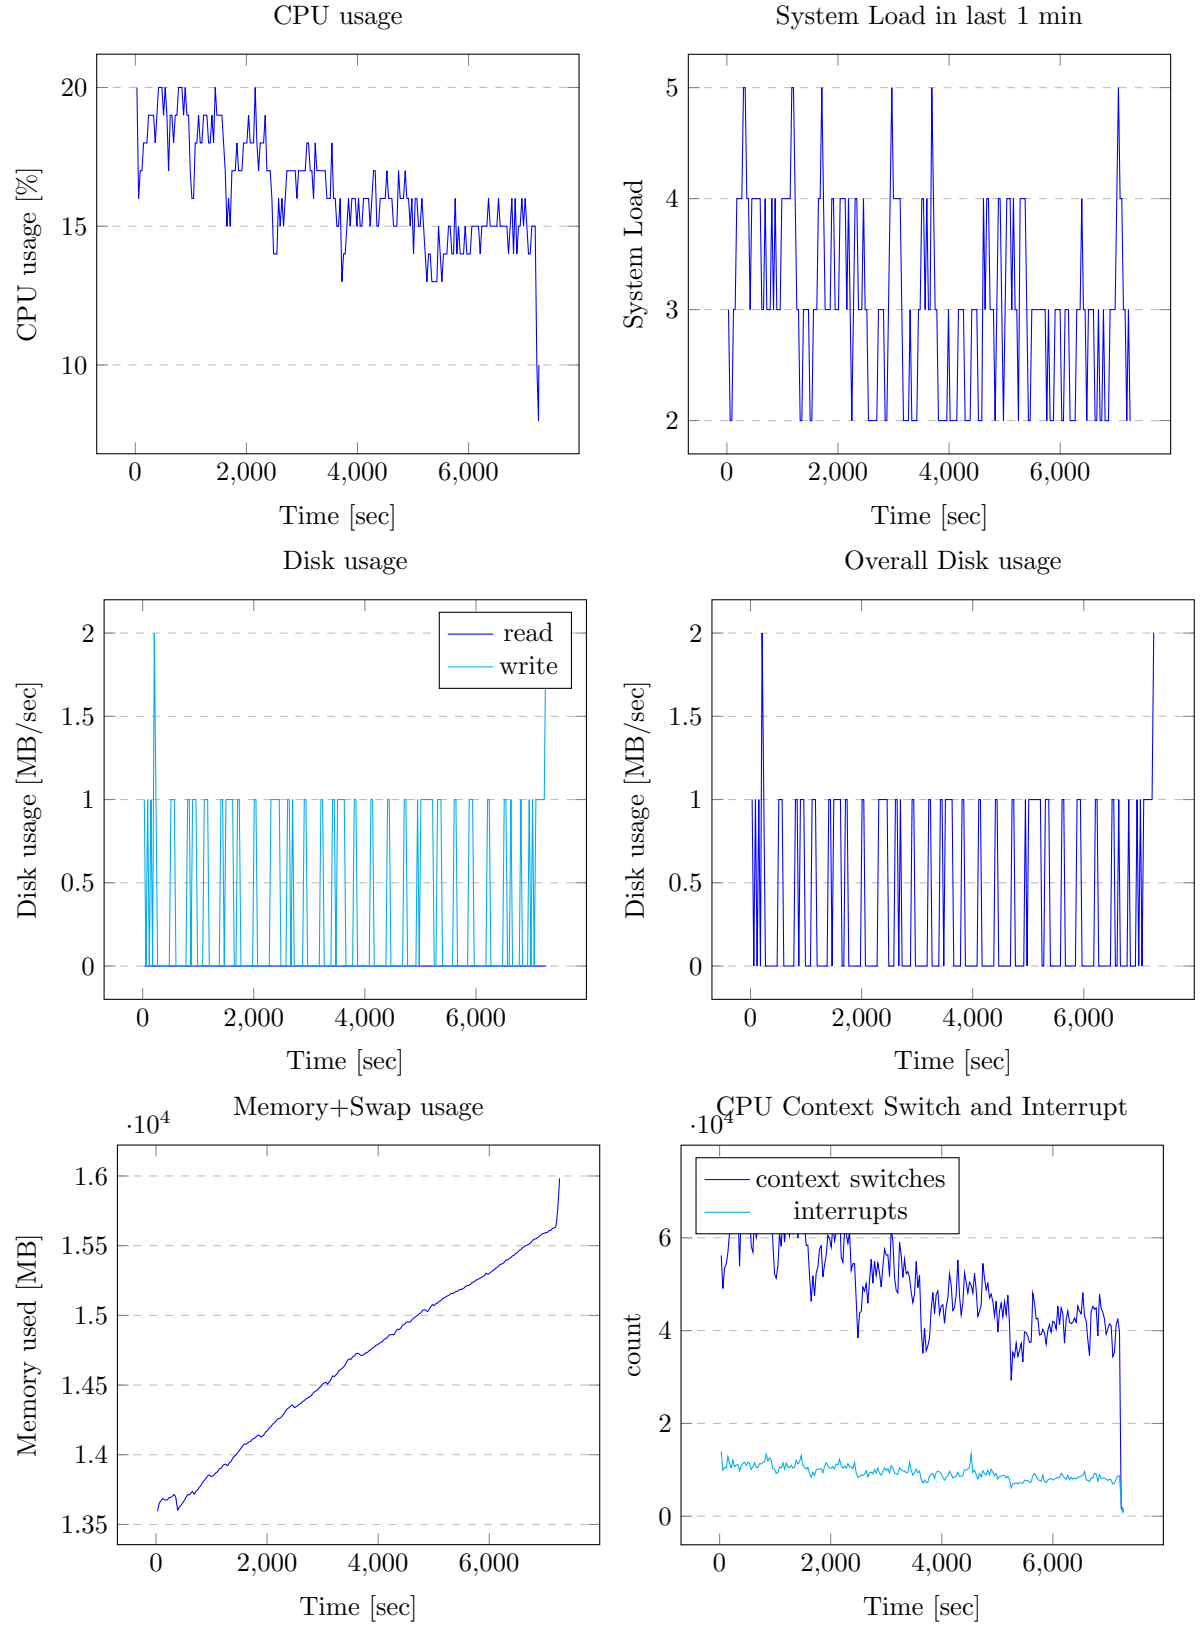 CPU usage
20
15
10
CPU usage [%]
0 2,000 4,000 6,000
Time [sec]
System Load in last 1 min
5
4
3
2
System Load
0 2,000 4,000 6,000
Time [sec]
Disk usage
2
1.5
1
0.5
0
Disk usage [MB/sec]
read
write
0 2,000 4,000 6,000
Time [sec]
Overall Disk usage
2
1.5
1
0.5
0
Disk usage [MB/sec]
0 2,000 4,000 6,000
Time [sec]
Memory+Swap usage
·10⁴
1.6
1.55
1.5
1.45
1.4
1.35
Memory used [MB]
0 2,000 4,000 6,000
Time [sec]
CPU Context Switch and Interrupt
·10⁴
context switches
interrupts
6
4
2
0
count
0 2,000 4,000 6,000
Time [sec]